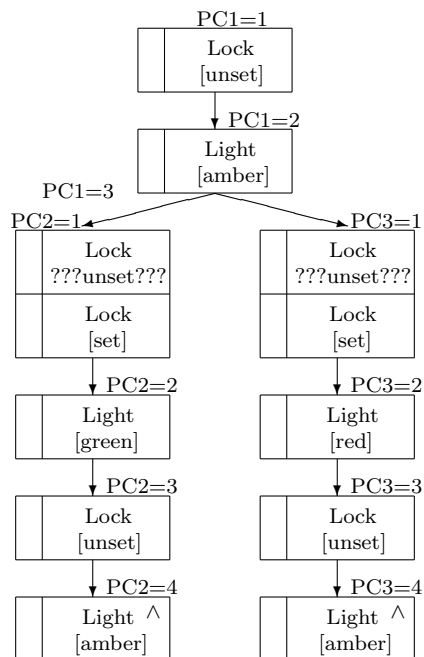 PC1=1
Lock
[unset]
PC1=2
Light
[amber]
PC1=3
PC2=1
Lock
???unset???
Lock
[set]
PC2=2
Light
[green]
PC2=3
Lock
[unset]
PC2=4
Light ^
[amber]
PC3=1
Lock
???unset???
Lock
[set]
PC3=2
Light
[red]
PC3=3
Lock
[unset]
PC3=4
Light ^
[amber]